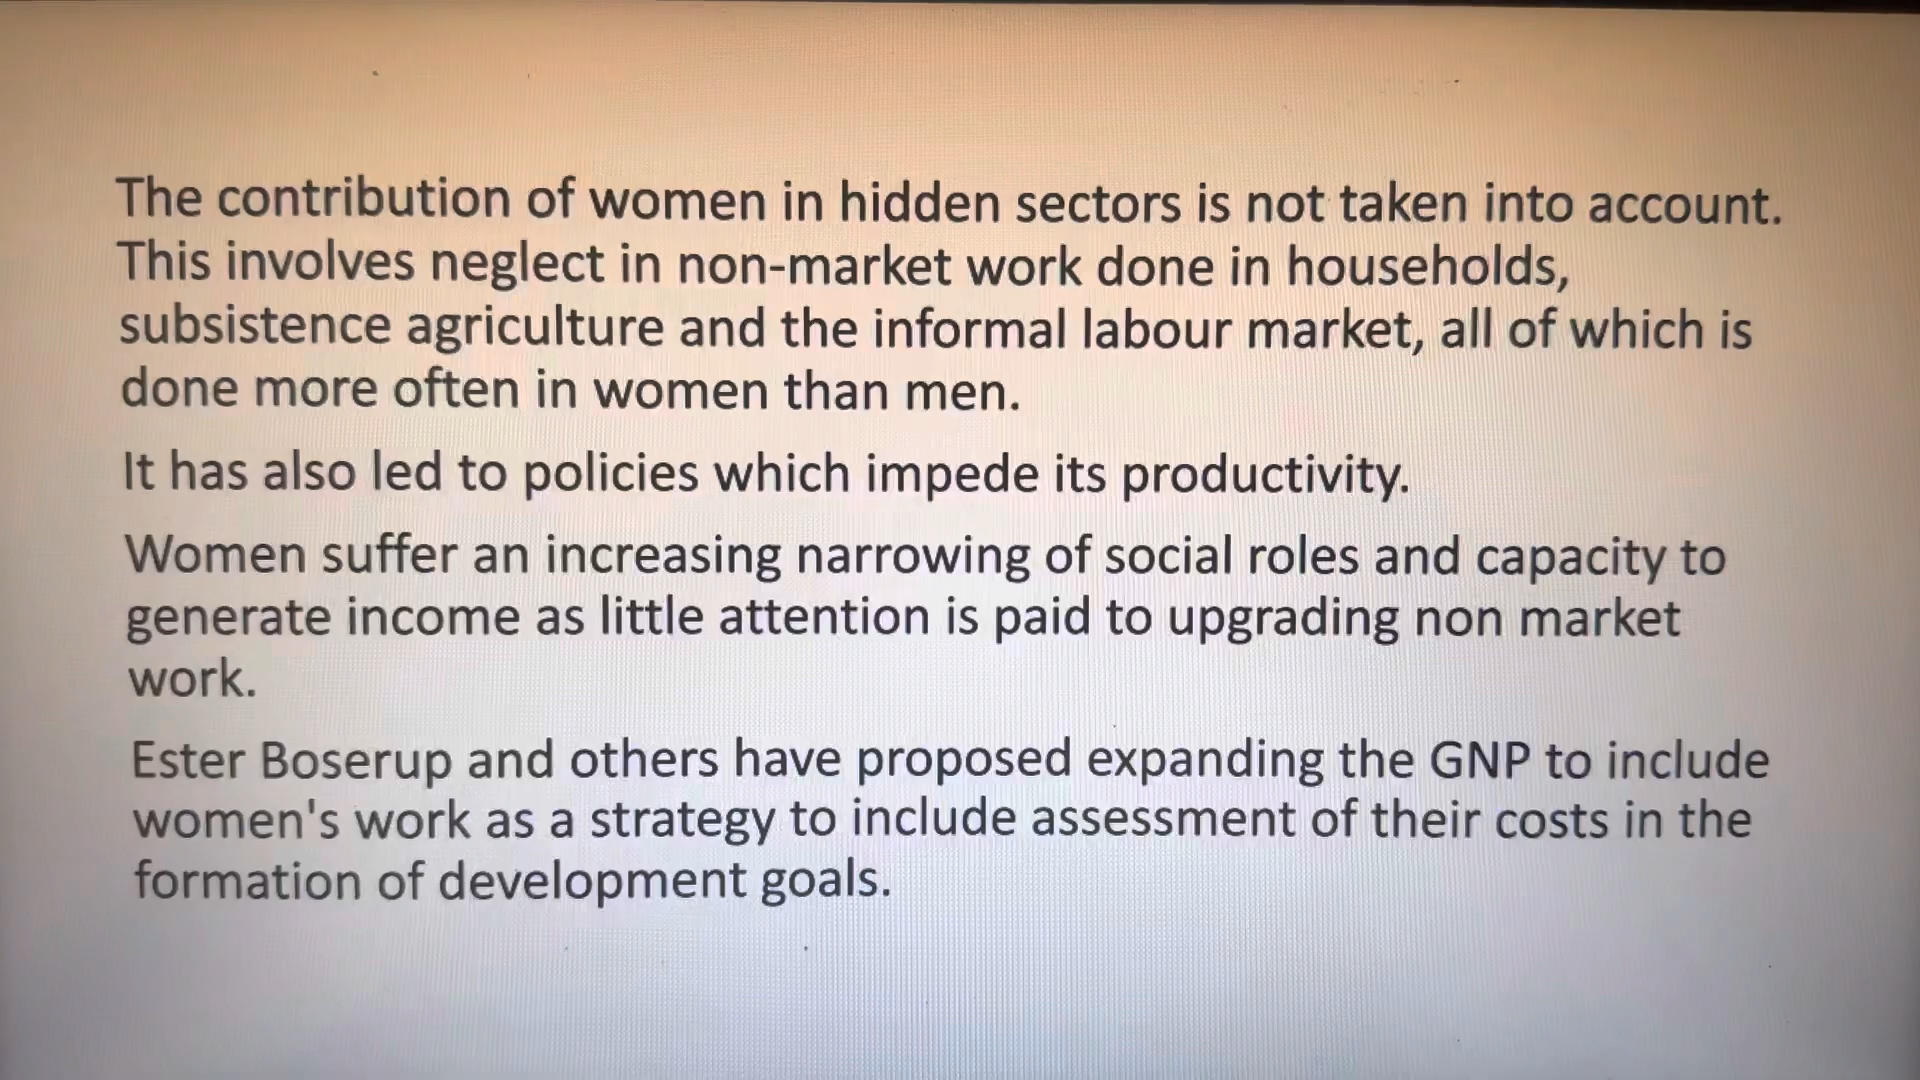 The contribution of women in hidden sectors is not taken into account.
This involves neglect in non-market work done in households,
subsistence agriculture and the informal labour market, all of which is
done more often in women than men.
It has also led to policies which impede its productivity.
Women suffer an increasing narrowing of social roles and capacity to
generate income as little attention is paid to upgrading non market
work.
Ester Boserup and others have proposed expanding the GNP to include
women's work as a strategy to include assessment of their costs in the
formation of development goals.